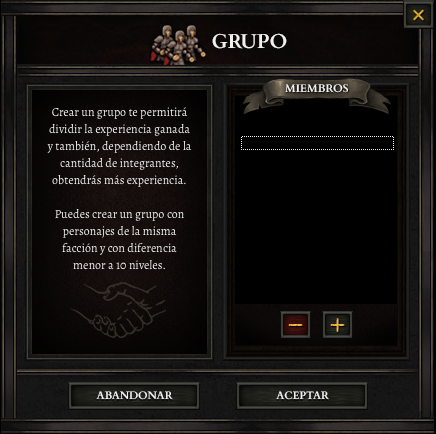 GRUPO
Crear un grupo te permitirá
dividir la experiencia ganada
y también, dependiendo de la
cantidad de integrantes,
obtendrás más experiencia.
Puedes crear un grupo con
personajes de la misma
facción y con diferencia
menor a 10 niveles.
MIEMBROS
ABANDONAR
ACEPTAR